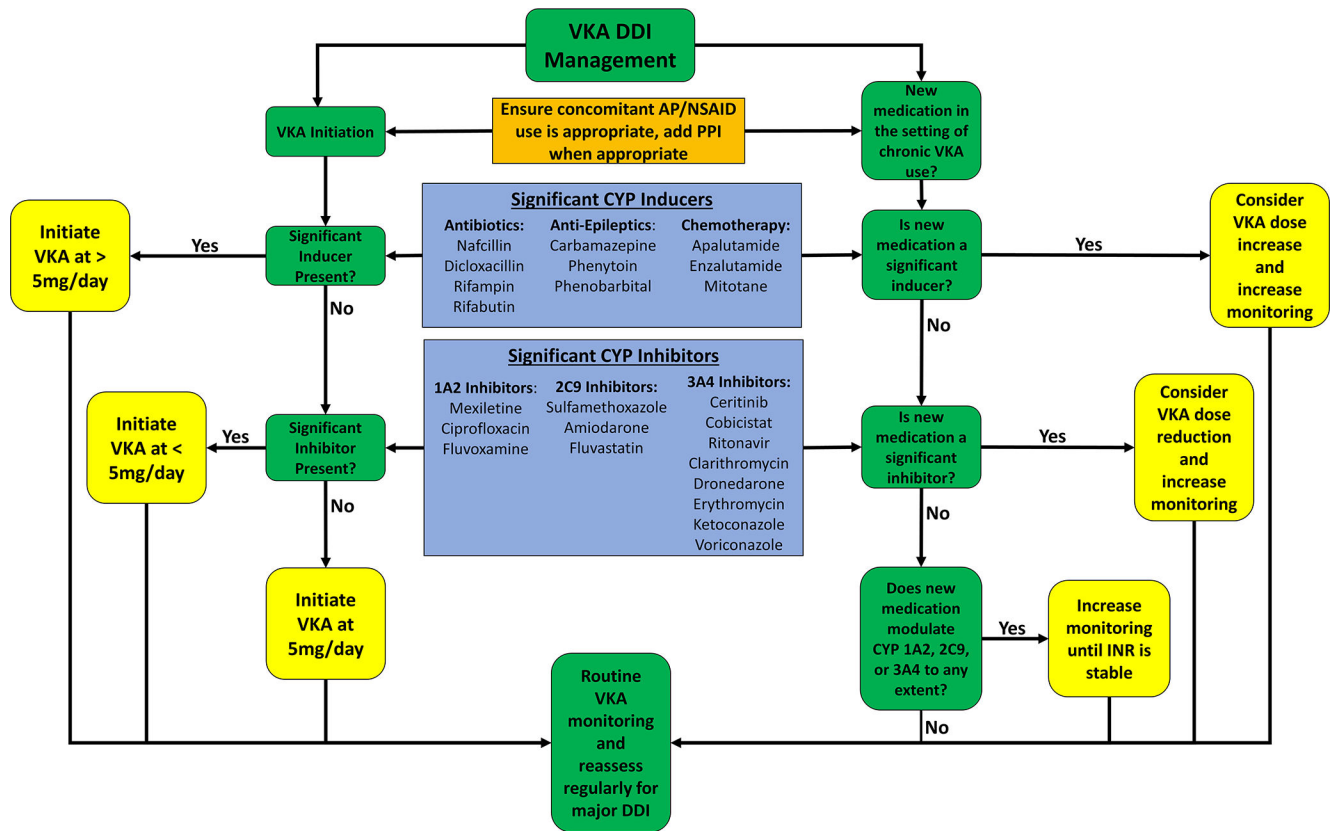 VKA DDI
Management
VKA Initiation
Ensure concomitant AP/NSAID
use is appropriate, add PPI
when appropriate
New
medication in
the setting of
chronic VKA
use?
Initiate
VKA at >
5mg/day
Yes
Significant
Inducer
Present?
No
Significant CYP Inducers
Antibiotics:
Nafcillin
Dicloxacillin
Rifampin
Rifabutin
Anti-Epileptics:
Carbamazepine
Phenytoin
Phenobarbital
Chemotherapy:
Apalutamide
Enzalutamide
Mitotane
Is new
medication a
significant
inducer?
Yes
No
Consider
VKA dose
increase
and
increase
monitoring
Initiate
VKA at <
5mg/day
Yes
Significant
Inhibitor
Present?
No
Significant CYP Inhibitors
1A2 Inhibitors:
Mexiletine
Ciprofloxacin
Fluvoxamine
2C9 Inhibitors:
Sulfamethoxazole
Amiodarone
Fluvastatin
3A4 Inhibitors:
Ceritinib
Cobicistat
Ritonavir
Clarithromycin
Dronedarone
Erythromycin
Ketoconazole
Voriconazole
Is new
medication a
significant
inhibitor?
Yes
No
Consider
VKA dose
reduction
and
increase
monitoring
Initiate
VKA at
5mg/day
Does new
medication
modulate
CYP 1A2, 2C9,
or 3A4 to any
extent?
Yes
No
Increase
monitoring
until INR is
stable
Routine
VKA
monitoring
and
reassess
regularly for
major DDI